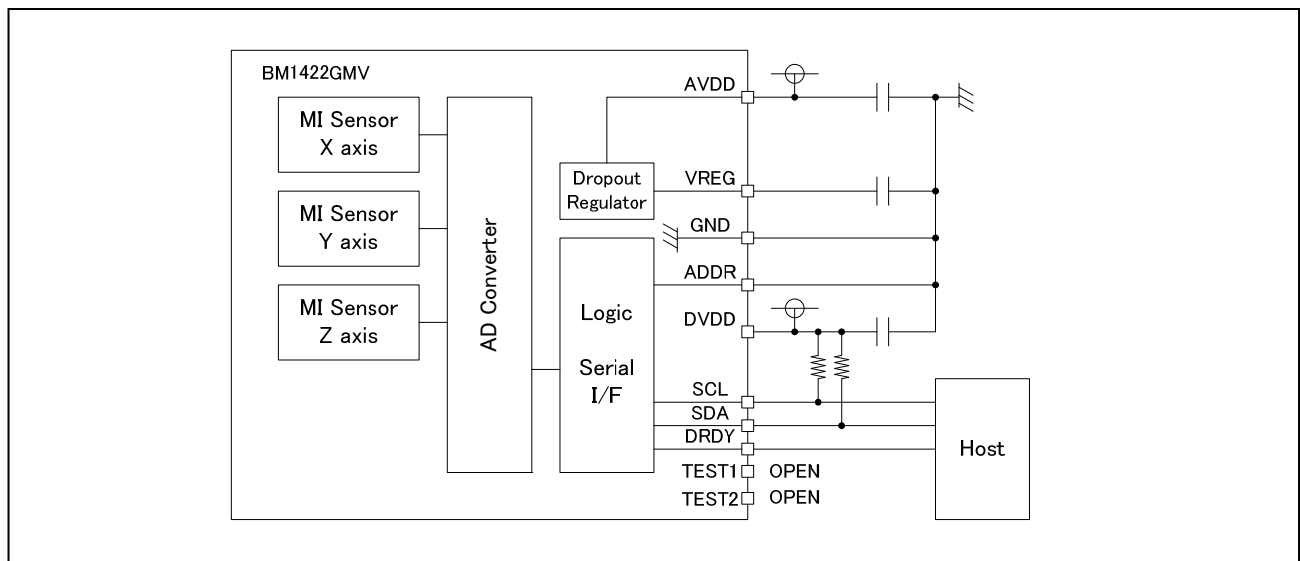 BM1422GMV
MI Sensor
X axis
MI Sensor
Y axis
MI Sensor
Z axis
AD Converter
Dropout
Regulator
Logic
Serial
I/F
AVDD
VREG
GND
ADDR
DVDD
SCL
SDA
DRDY
TEST1 OPEN
TEST2 OPEN
Host